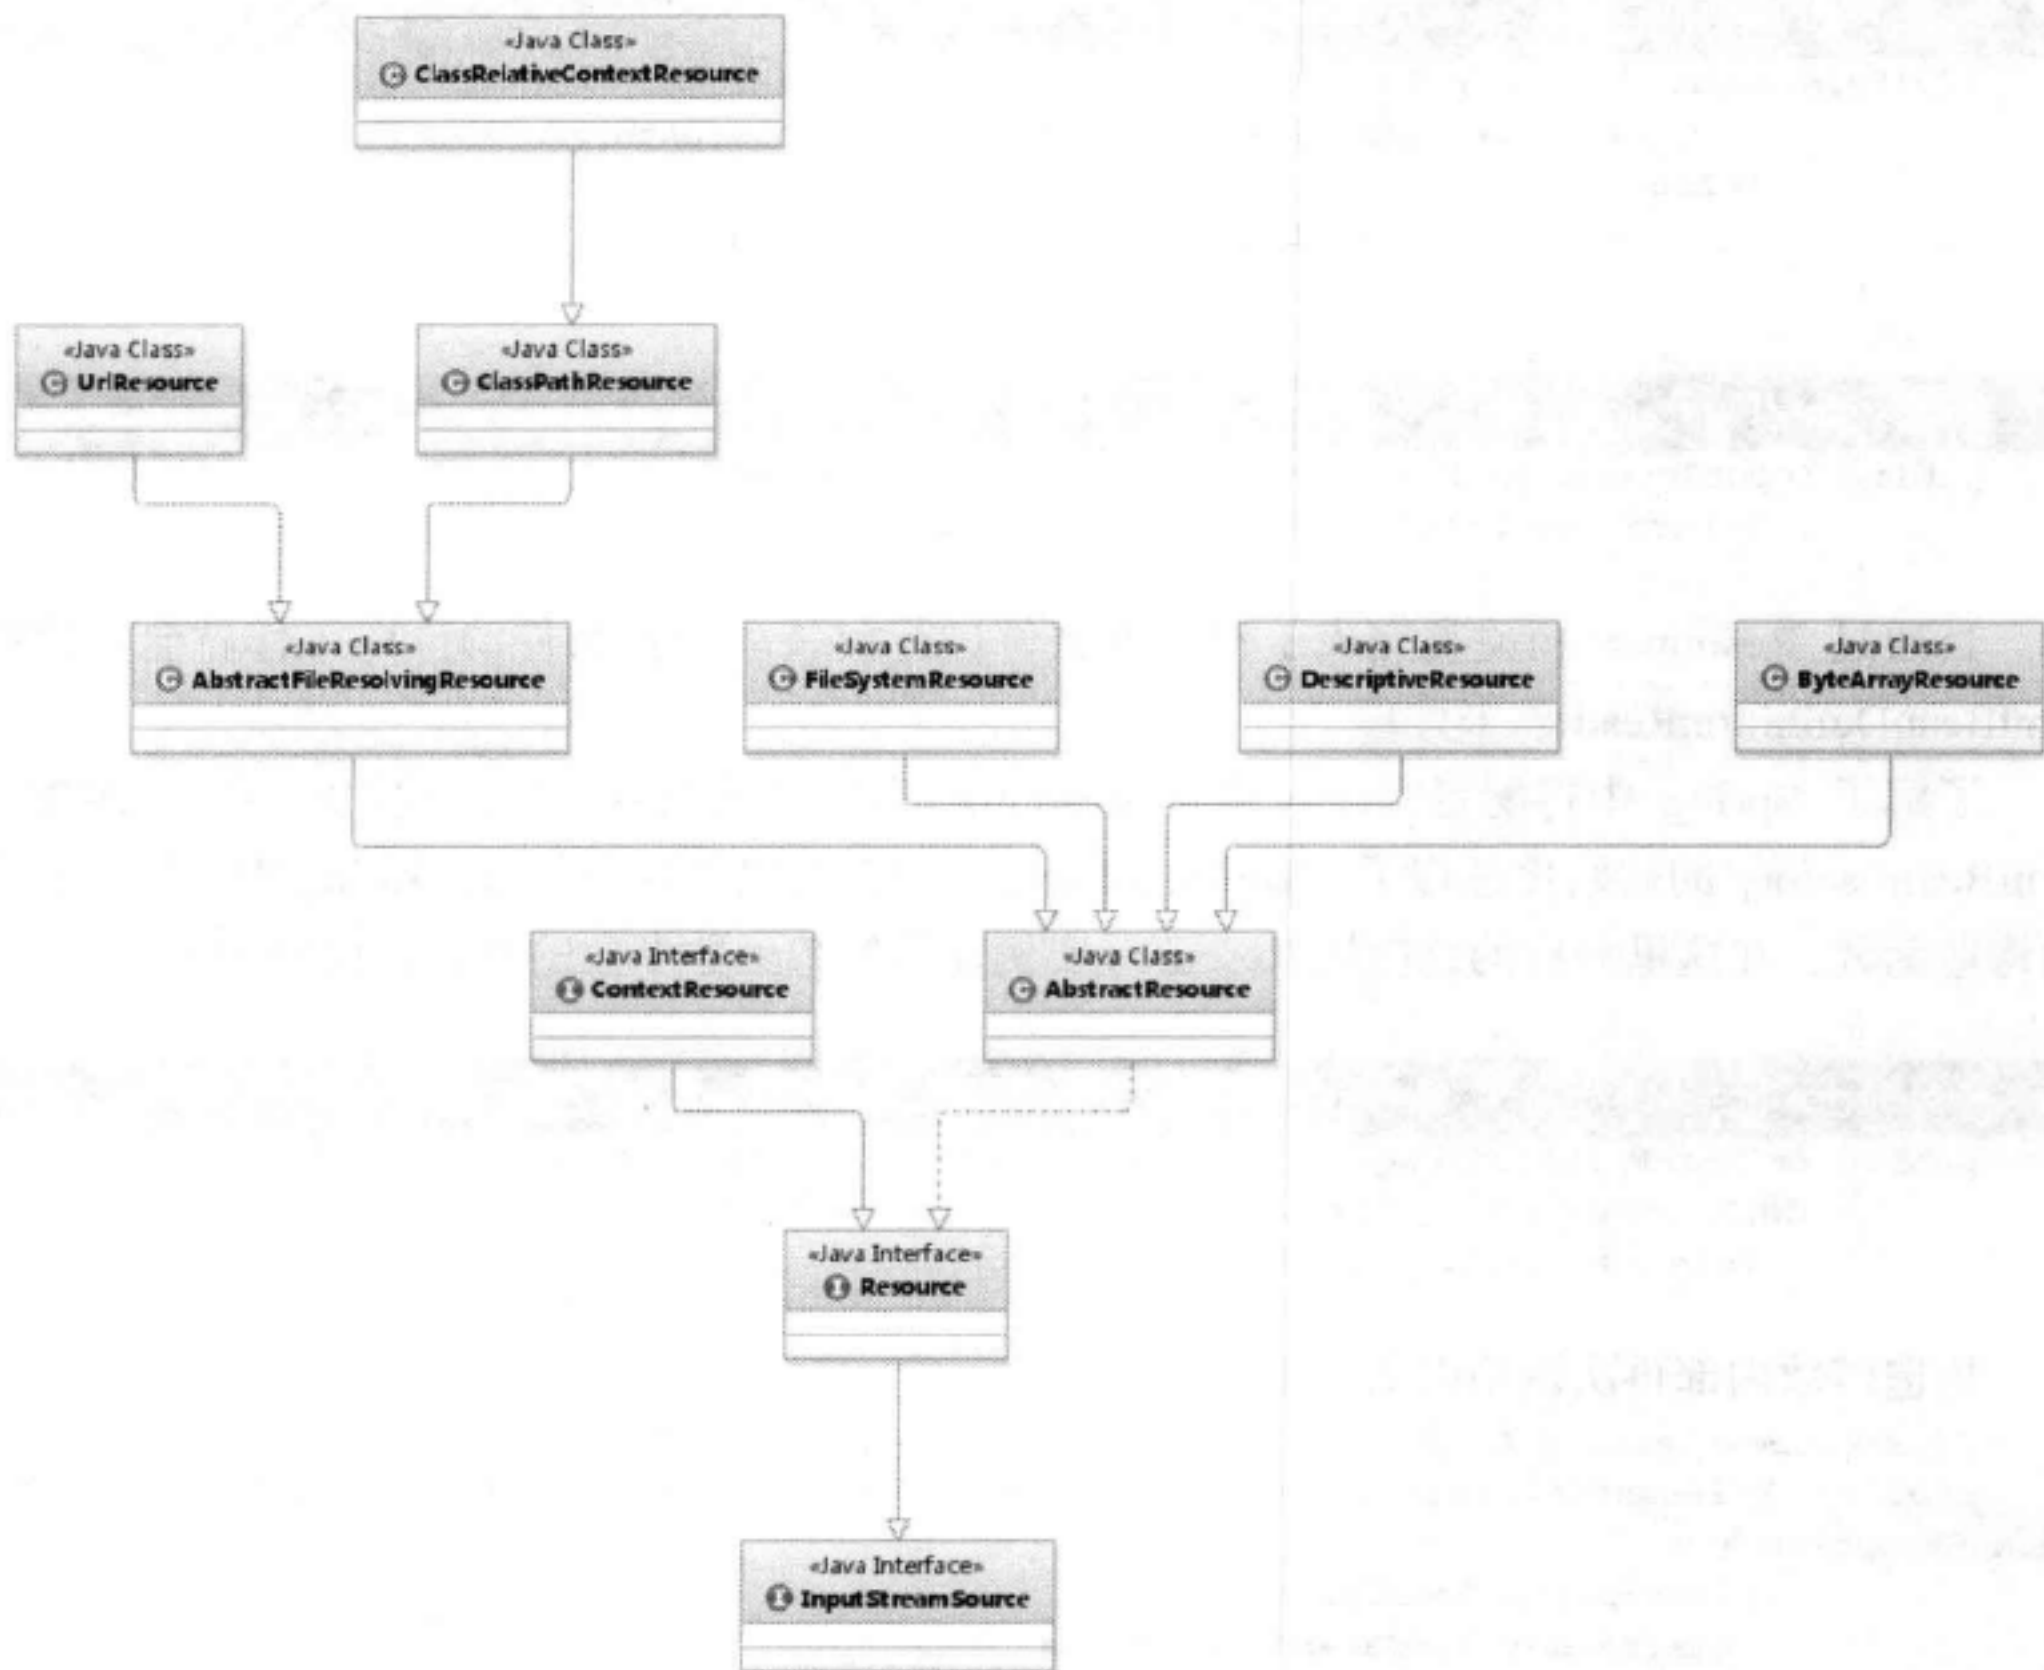 «Java Class»
ClassRelativeContextResource
«Java Class»
UrlResource
«Java Class»
ClassPathResource
«Java Class»
AbstractFileResolvingResource
«Java Class»
FileSystemResource
«Java Class»
DescriptiveResource
«Java Class»
ByteArrayResource
«Java Interface»
ContextResource
«Java Class»
AbstractResource
«Java Interface»
Resource
«Java Interface»
InputStreamSource